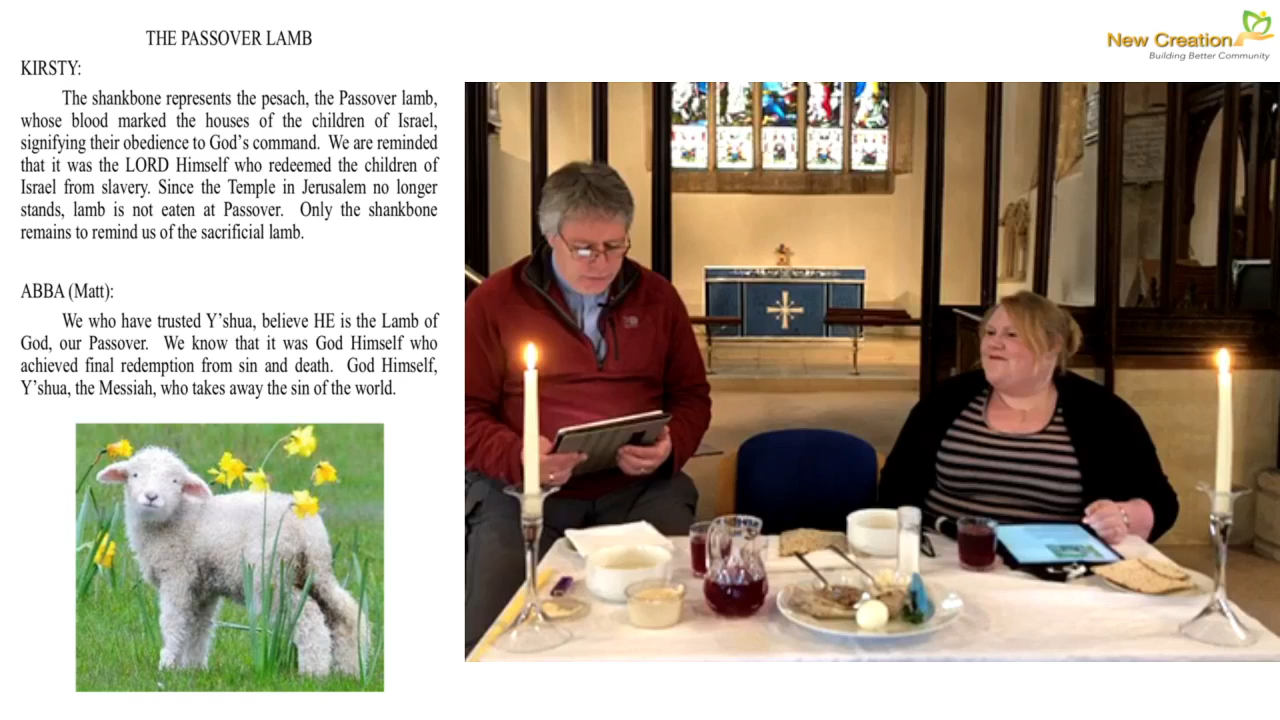 THE PASSOVER LAMB
KIRSTY:
The shankbone represents the pesach, the Passover lamb,
whose blood marked the houses of the children of Israel,
signifying their obedience to God's command. We are reminded
that it was the LORD Himself who redeemed the children of
Israel from slavery. Since the Temple in Jerusalem no longer
stands, lamb is not eaten at Passover. Only the shankbone
remains to remind us of the sacrificial lamb.
ABBA (Matt):
We who have trusted Y'shua, believe HE is the Lamb of
God, our Passover. We know that it was God Himself who
achieved final redemption from sin and death. God Himself,
Y'shua, the Messiah, who takes away the sin of the world.
New Creation
Building Better Community